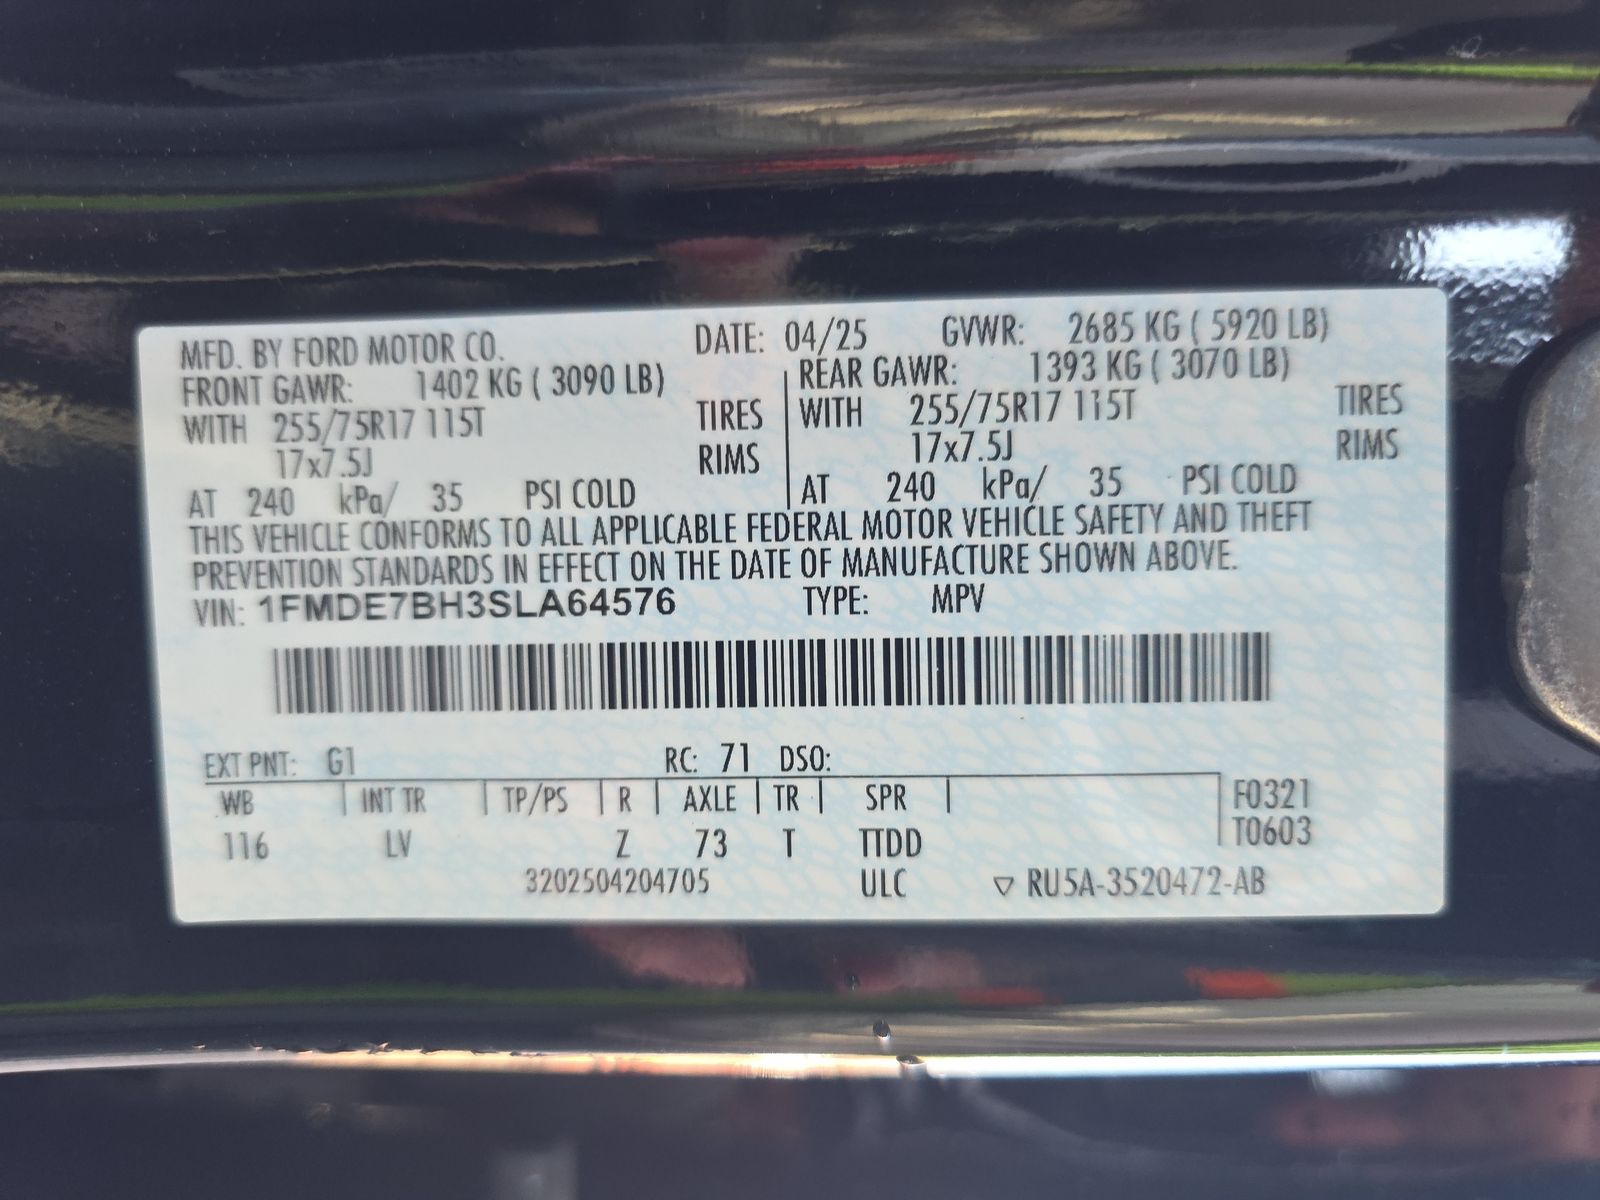 MFD. BY FORD MOTOR CO. DATE: 04/25 GVWR: 2685 KG ( 5920 LB)
FRONT GAWR: 1402 KG ( 3090 LB) REAR GAWR: 1393 KG ( 3070 LB)
WITH 255/75R17 115T TIRES WITH 255/75R17 115T TIRES
17x7.5J RIMS 17x7.5J RIMS
AT 240 kPa/ 35 PSI COLD AT 240 kPa/ 35 PSI COLD
THIS VEHICLE CONFORMS TO ALL APPLICABLE FEDERAL MOTOR VEHICLE SAFETY AND THEFT
PREVENTION STANDARDS IN EFFECT ON THE DATE OF MANUFACTURE SHOWN ABOVE.
VIN: 1FMDE7BH3SLA64576 TYPE: MPV
EXT PNT: G1 RC: 71 DSO:
WB INT TR TP/PS R AXLE TR SPR F0321
116 LV Z 73 T TTDD T0603
3202504204705 ULC ▽ RU5A-3520472-AB